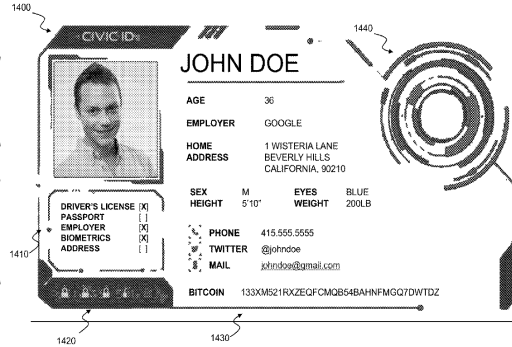 1400
CIVIC ID
1440
JOHN DOE
AGE 36
EMPLOYER GOOGLE
HOME ADDRESS 1 WISTERIA LANE
BEVERLY HILLS
CALIFORNIA, 90210
SEX M EYES BLUE
HEIGHT 5'10" WEIGHT 200LB
DRIVER'S LICENSE [X]
PASSPORT [ ]
EMPLOYER [X]
BIOMETRICS [X]
ADDRESS [ ]
1410
PHONE 415.555.5555
TWITTER @johndoe
MAIL johndoe@gmail.com
BITCOIN 133XM521RXZEQFCMQB54BAHNFMGQ7DWTDZ
1420
1430